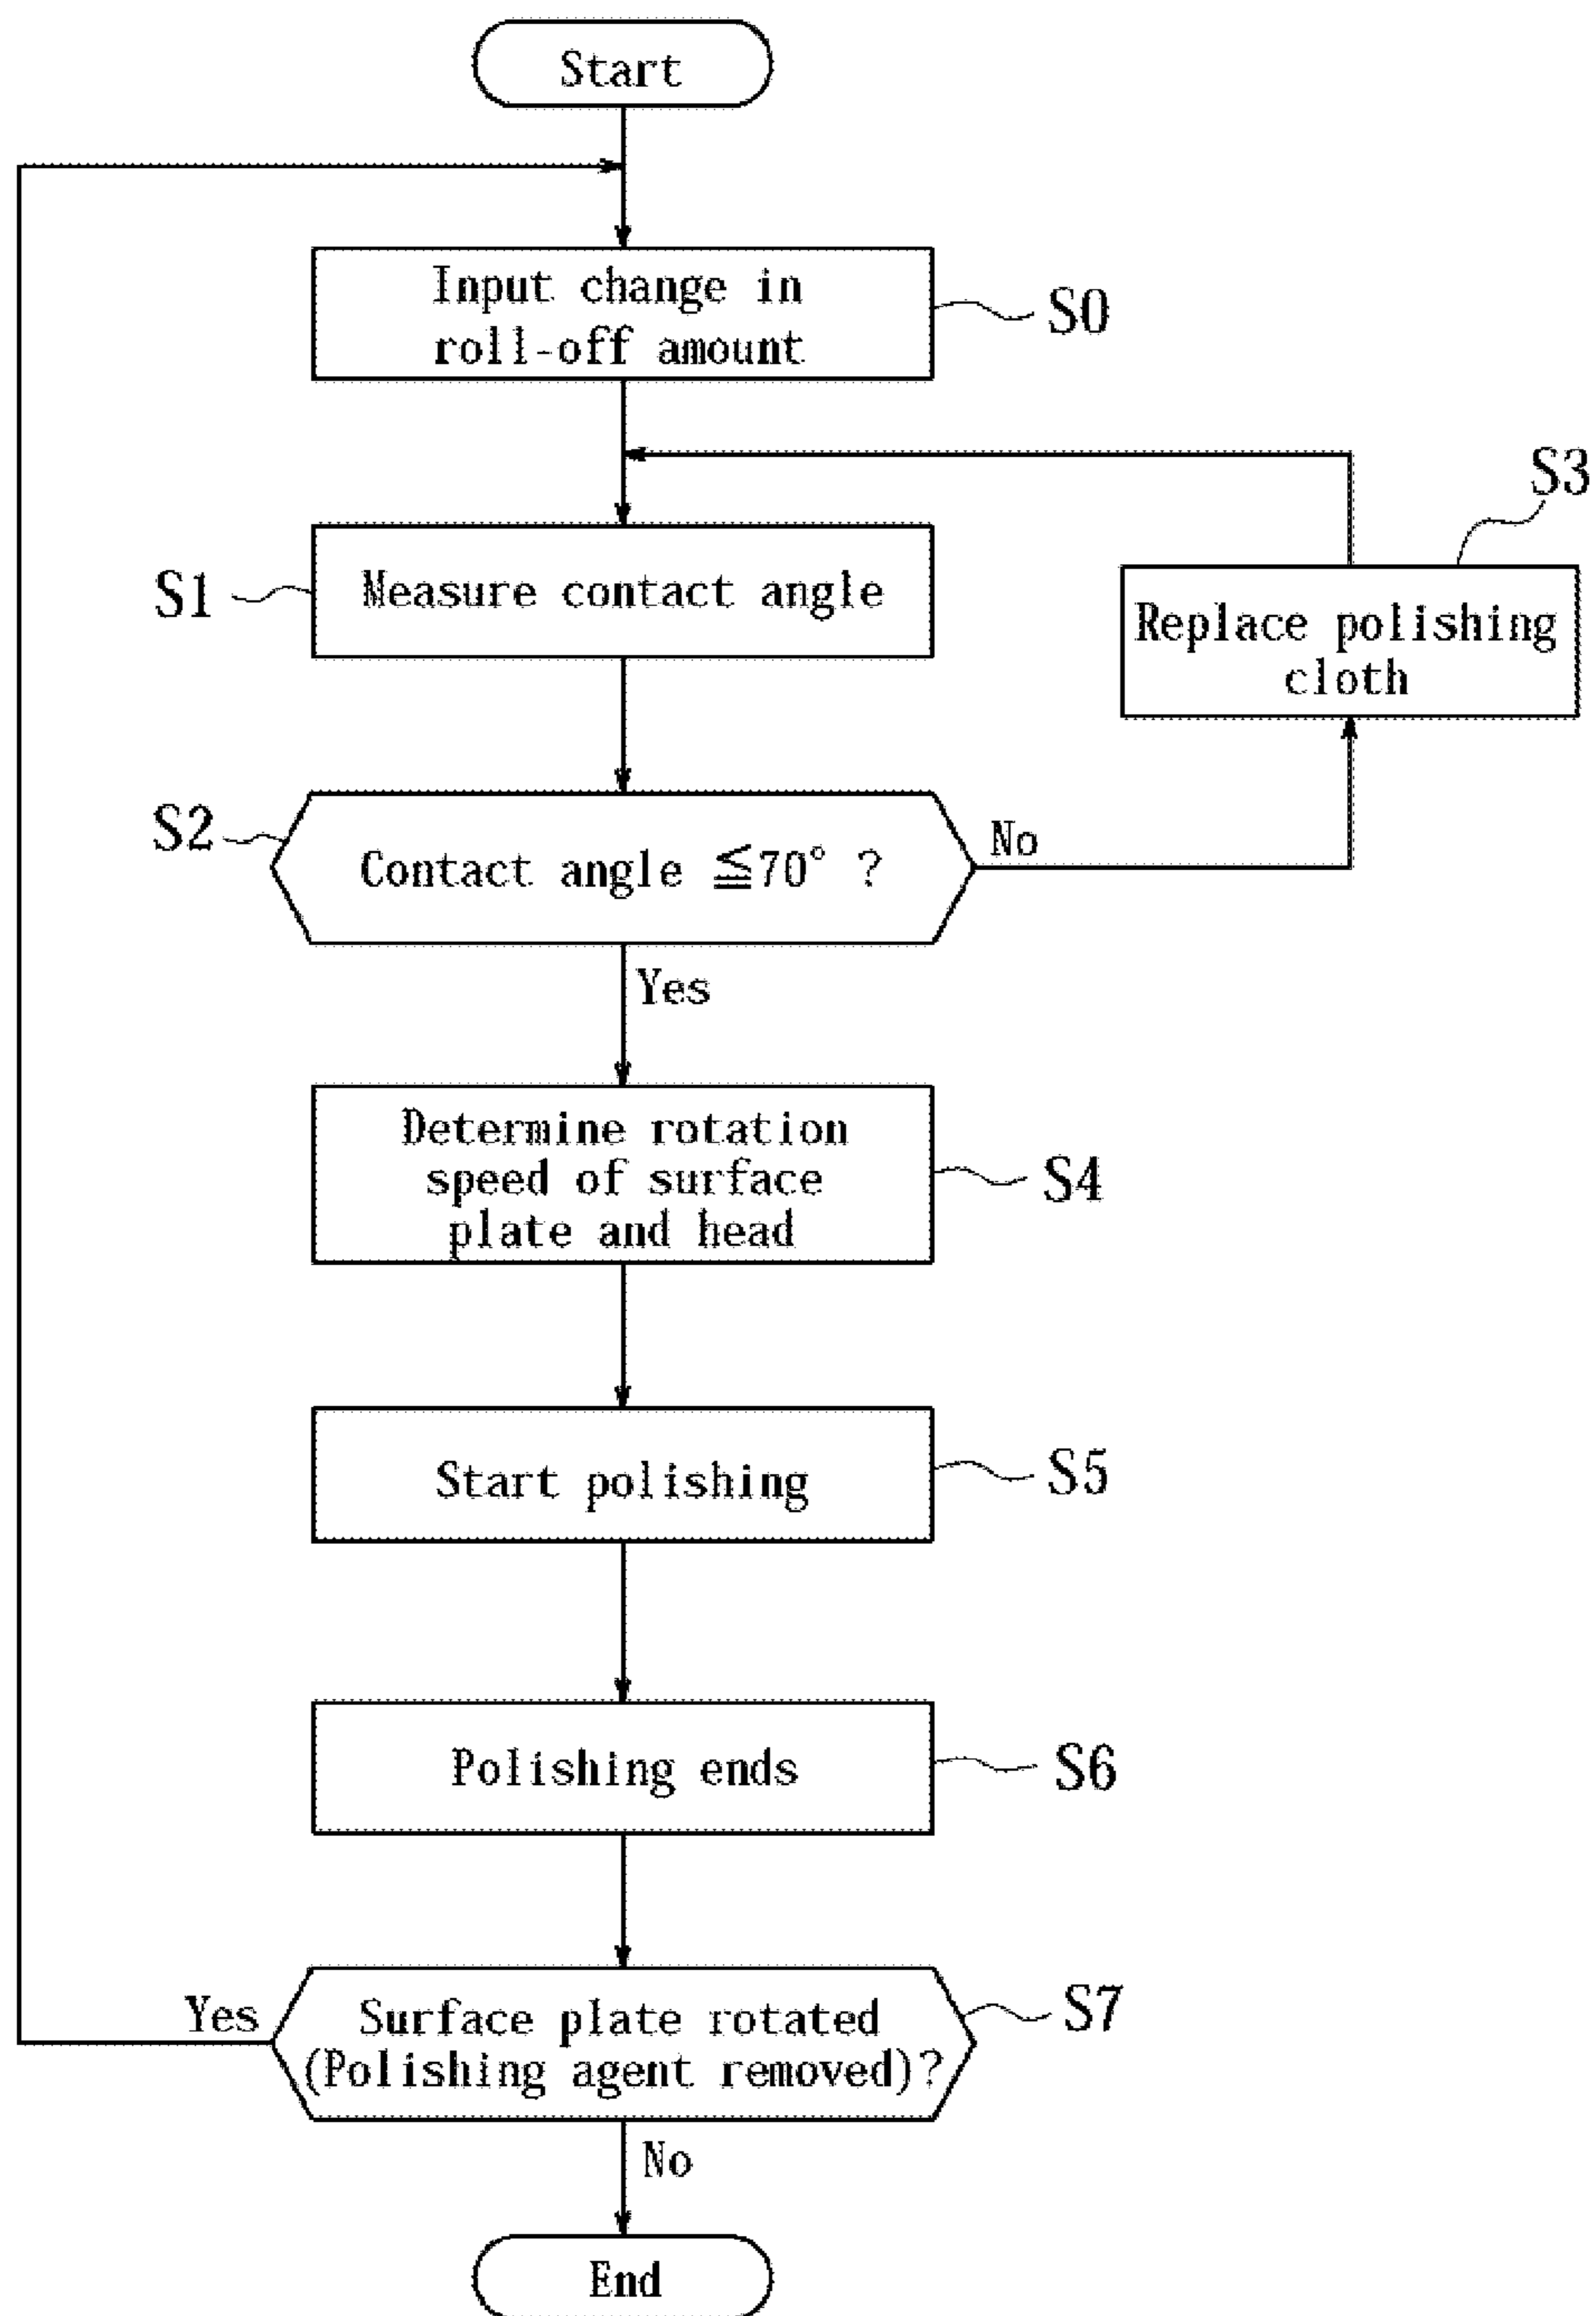 Start
Input change in
roll-off amount
S0
S3
Measure contact angle
S1
Replace polishing
cloth
S2
Contact angle ≦70° ?
No
Yes
Determine rotation
speed of surface
plate and head
S4
Start polishing
S5
Polishing ends
S6
Yes
Surface plate rotated
(Polishing agent removed)?
S7
No
End